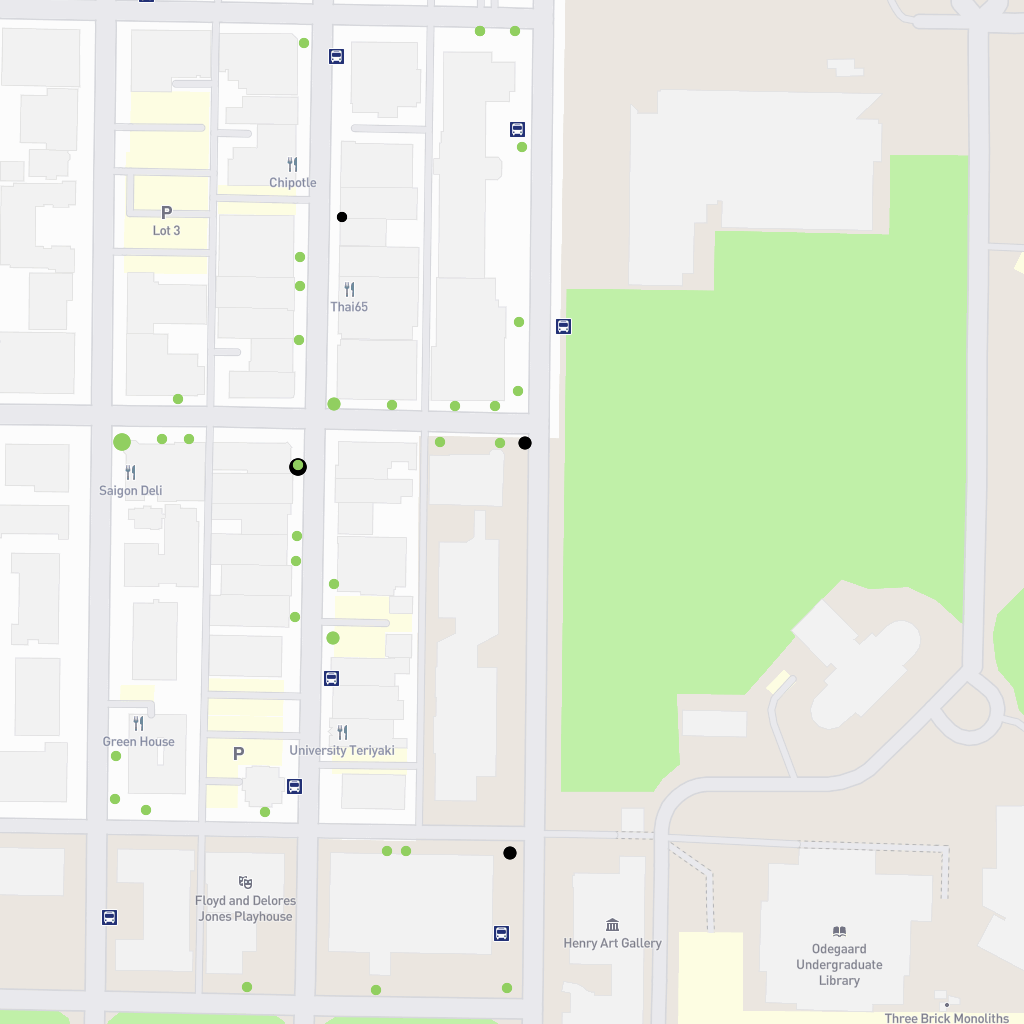 Chipotle
P
Lot 3
Thai65
Saigon Deli
Green House
P
University Teriyaki
Floyd and Delores
Jones Playhouse
Henry Art Gallery
Odegaard
Undergraduate
Library
Three Brick Monoliths